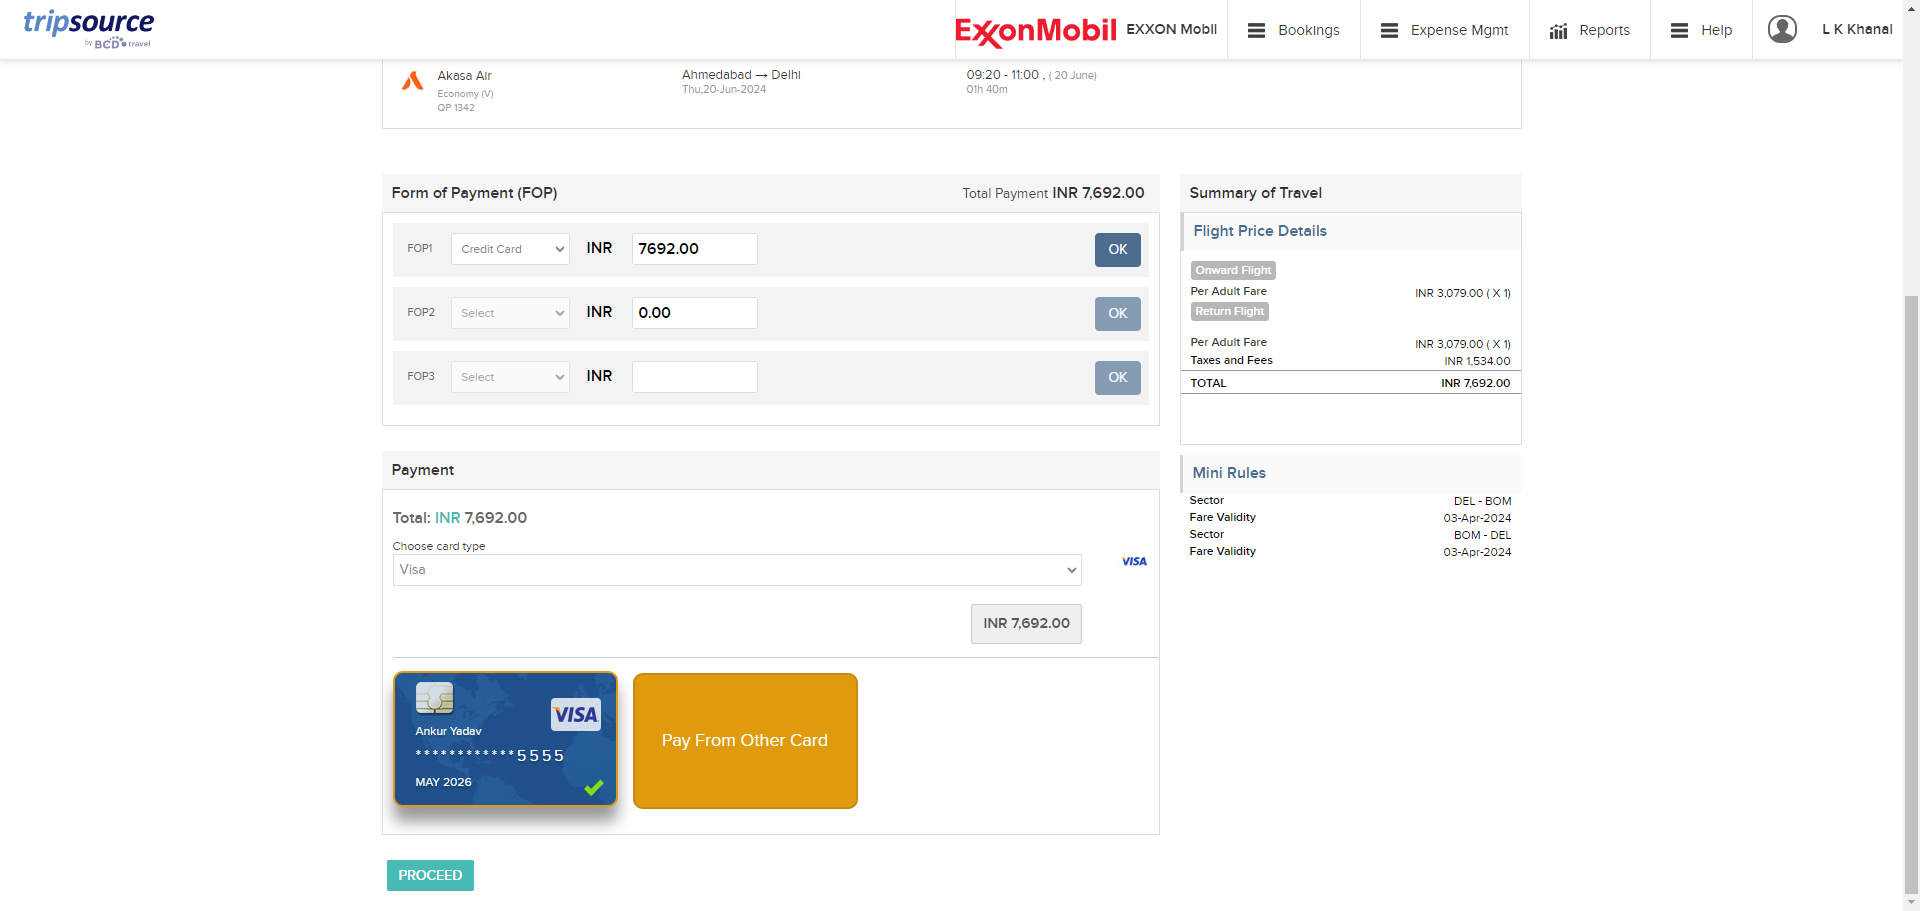 tripsource
by BCD travel
ExxonMobil EXXON Mobil
Bookings
Expense Mgmt
Reports
Help
L K Khanal
Akasa Air
Economy (V)
QP 1342
Ahmedabad → Delhi
Thu,20-Jun-2024
09:20 - 11:00 , ( 20 June)
01h 40m
Form of Payment (FOP)
Total Payment INR 7,692.00
FOP1 Credit Card INR 7692.00 OK
FOP2 Select INR 0.00 OK
FOP3 Select INR OK
Payment
Total: INR 7,692.00
Choose card type
Visa
VISA
INR 7,692.00
VISA
Ankur Yadav
************5555
MAY 2026
Pay From Other Card
PROCEED
Summary of Travel
Flight Price Details
Onward Flight
Per Adult Fare INR 3,079.00 ( X 1)
Return Flight
Per Adult Fare INR 3,079.00 ( X 1)
Taxes and Fees INR 1,534.00
TOTAL INR 7,692.00
Mini Rules
Sector DEL - BOM
Fare Validity 03-Apr-2024
Sector BOM - DEL
Fare Validity 03-Apr-2024